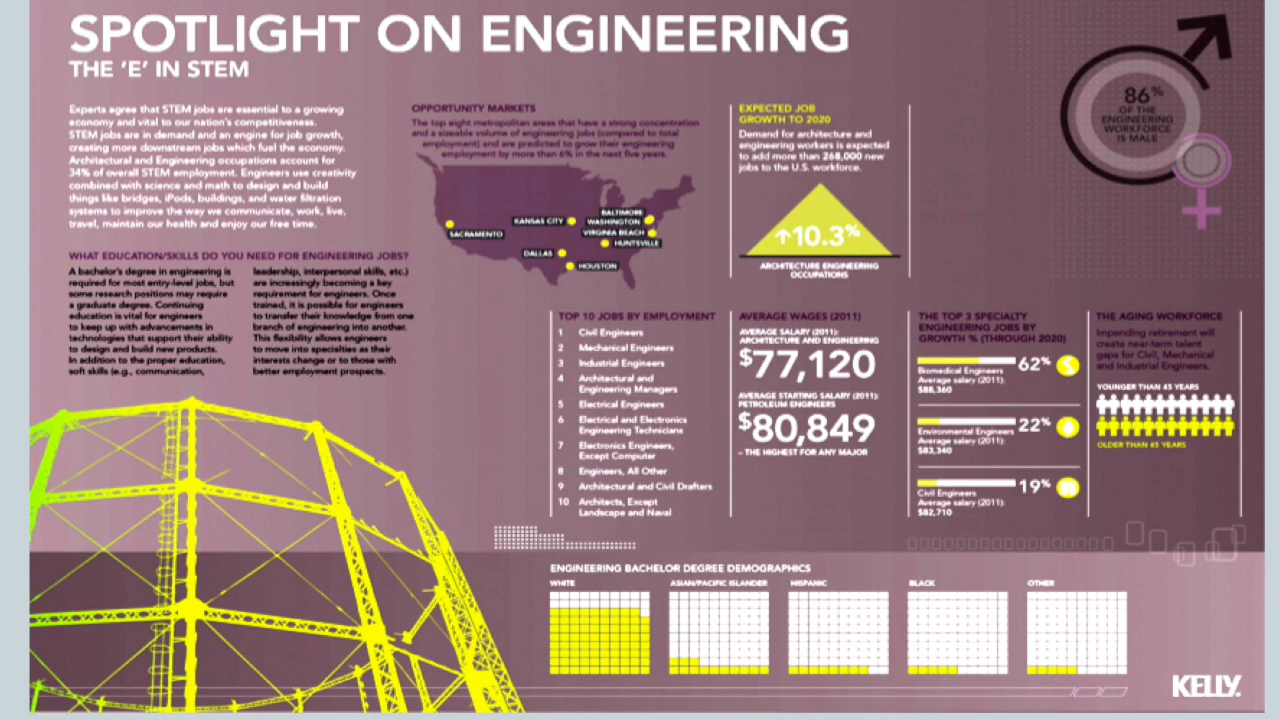 SPOTLIGHT ON ENGINEERING
THE ‘E’ IN STEM
Experts agree that STEM jobs are essential to a growing
economy and vital to our nation’s competitiveness.
STEM jobs are in demand and an engine for job growth,
creating more downstream jobs which fuel the economy.
Architectural and Engineering occupations account for
34% of overall STEM employment. Engineers use creativity
combined with science and math to design and build
things like bridges, iPods, buildings, and water filtration
systems to improve the way we communicate, work, live,
travel, maintain our health and enjoy our free time.
WHAT EDUCATION/SKILLS DO YOU NEED FOR ENGINEERING JOBS?
A bachelor’s degree in engineering is
required for most entry-level jobs, but
some research positions may require
a graduate degree. Continuing
education is vital for engineers
to keep up with advancements in
technologies that support their ability
to design and build new products.
In addition to the proper education,
soft skills (e.g., communication,
leadership, interpersonal skills, etc.)
are increasingly becoming a key
requirement for engineers. Once
trained, it is possible for engineers
to transfer their knowledge from one
branch of engineering into another.
This flexibility allows engineers
to move into specialties as their
interests change or to those with
better employment prospects.
OPPORTUNITY MARKETS
The top eight metropolitan areas that have a strong concentration
and a sizeable volume of engineering jobs (compared to total
employment) and are predicted to grow their engineering
employment by more than 6% in the next five years.
SACRAMENTO
KANSAS CITY
BALTIMORE
WASHINGTON
VIRGINIA BEACH
HUNTSVILLE
DALLAS
HOUSTON
EXPECTED JOB
GROWTH TO 2020
Demand for architecture and
engineering workers is expected
to add more than 268,000 new
jobs to the U.S. workforce.
↑10.3%
ARCHITECTURE ENGINEERING
OCCUPATIONS
86%
OF THE
ENGINEERING
WORKFORCE
IS MALE
TOP 10 JOBS BY EMPLOYMENT
1 Civil Engineers
2 Mechanical Engineers
3 Industrial Engineers
4 Architectural and
Engineering Managers
5 Electrical Engineers
6 Electrical and Electronics
Engineering Technicians
7 Electronics Engineers,
Except Computer
8 Engineers, All Other
9 Architectural and Civil Drafters
10 Architects, Except
Landscape and Naval
AVERAGE WAGES (2011)
AVERAGE SALARY (2011):
ARCHITECTURE AND ENGINEERING
$77,120
AVERAGE STARTING SALARY (2011):
PETROLEUM ENGINEERS
$80,849
– THE HIGHEST FOR ANY MAJOR
THE TOP 3 SPECIALTY
ENGINEERING JOBS BY
GROWTH % (THROUGH 2020)
62%
Biomedical Engineers
Average salary (2011):
$88,360
22%
Environmental Engineers
Average salary (2011):
$83,340
19%
Civil Engineers
Average salary (2011):
$82,710
THE AGING WORKFORCE
Impending retirement will
create near-term talent
gaps for Civil, Mechanical
and Industrial Engineers.
YOUNGER THAN 45 YEARS
OLDER THAN 45 YEARS
ENGINEERING BACHELOR DEGREE DEMOGRAPHICS
WHITE
ASIAN/PACIFIC ISLANDER
HISPANIC
BLACK
OTHER
KELLY.